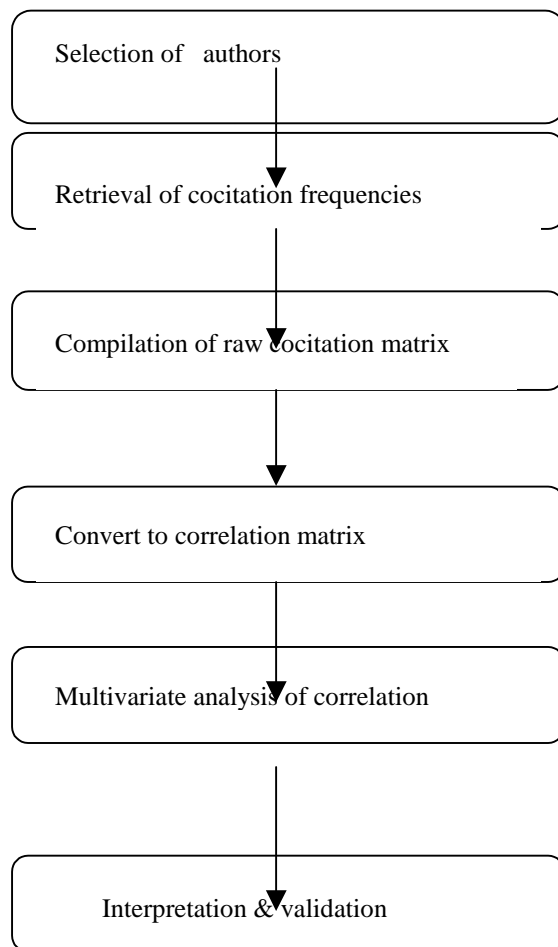 Selection of authors
Retrieval of cocitation frequencies
Compilation of raw cocitation matrix
Convert to correlation matrix
Multivariate analysis of correlation
Interpretation & validation